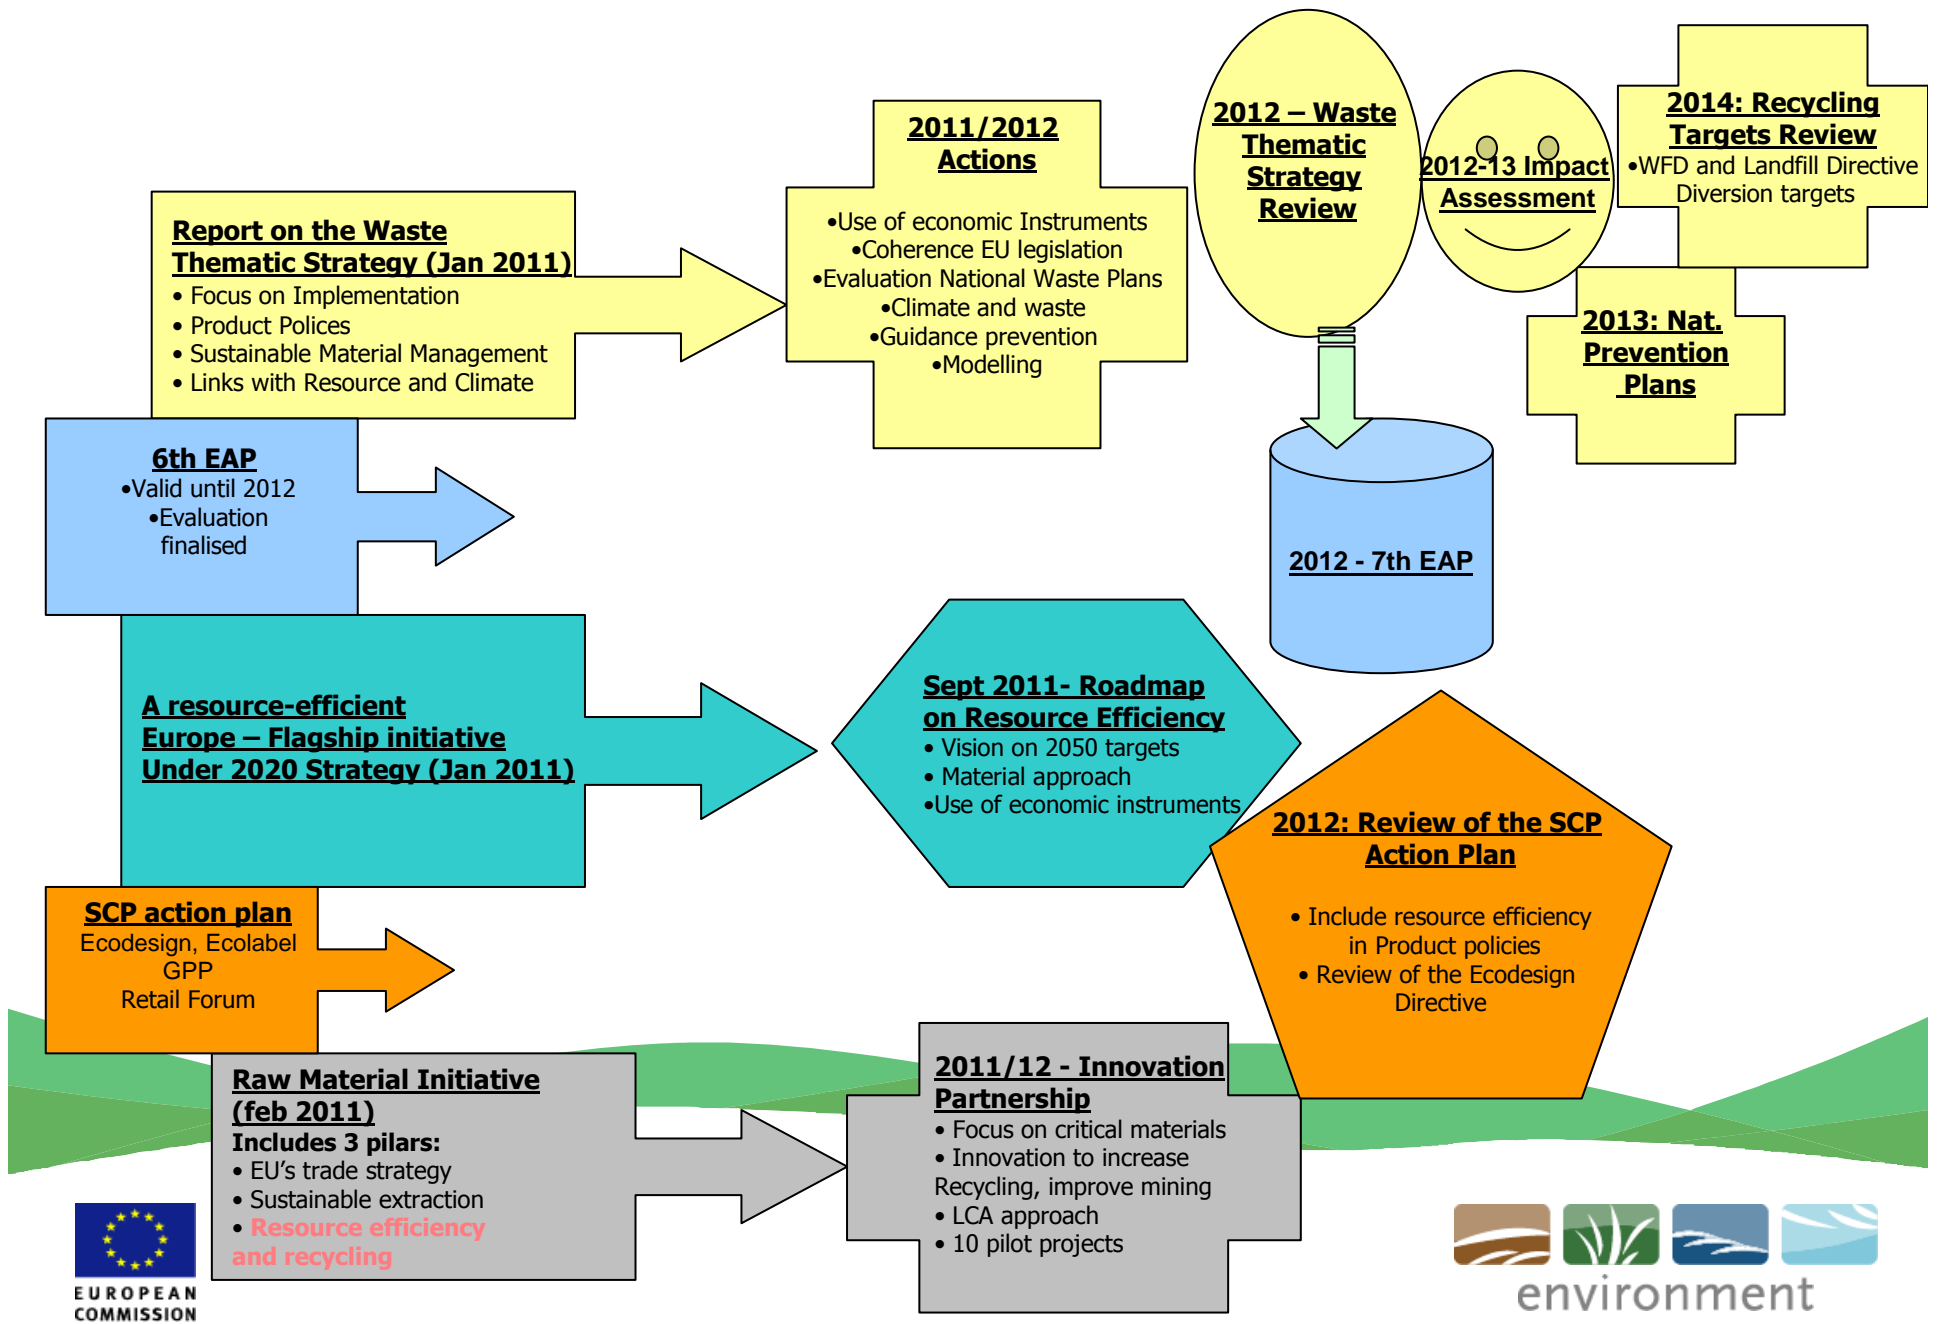 Report on the Waste
Thematic Strategy (Jan 2011)
• Focus on Implementation
• Product Polices
• Sustainable Material Management
• Links with Resource and Climate
2011/2012
Actions
•Use of economic Instruments
•Coherence EU legislation
•Evaluation National Waste Plans
•Climate and waste
•Guidance prevention
•Modelling
2012 – Waste
Thematic
Strategy
Review
2012-13 Impact
Assessment
2014: Recycling
Targets Review
•WFD and Landfill Directive
Diversion targets
2013: Nat.
Prevention
Plans
6th EAP
•Valid until 2012
•Evaluation
finalised
2012 - 7th EAP
A resource-efficient
Europe – Flagship initiative
Under 2020 Strategy (Jan 2011)
Sept 2011- Roadmap
on Resource Efficiency
• Vision on 2050 targets
• Material approach
•Use of economic instruments
2012: Review of the SCP
Action Plan
• Include resource efficiency
in Product policies
• Review of the Ecodesign
Directive
SCP action plan
Ecodesign, Ecolabel
GPP
Retail Forum
Raw Material Initiative
(feb 2011)
Includes 3 pilars:
• EU’s trade strategy
• Sustainable extraction
• Resource efficiency
and recycling
2011/12 - Innovation
Partnership
• Focus on critical materials
• Innovation to increase
Recycling, improve mining
• LCA approach
• 10 pilot projects
EUROPEAN
COMMISSION
environment